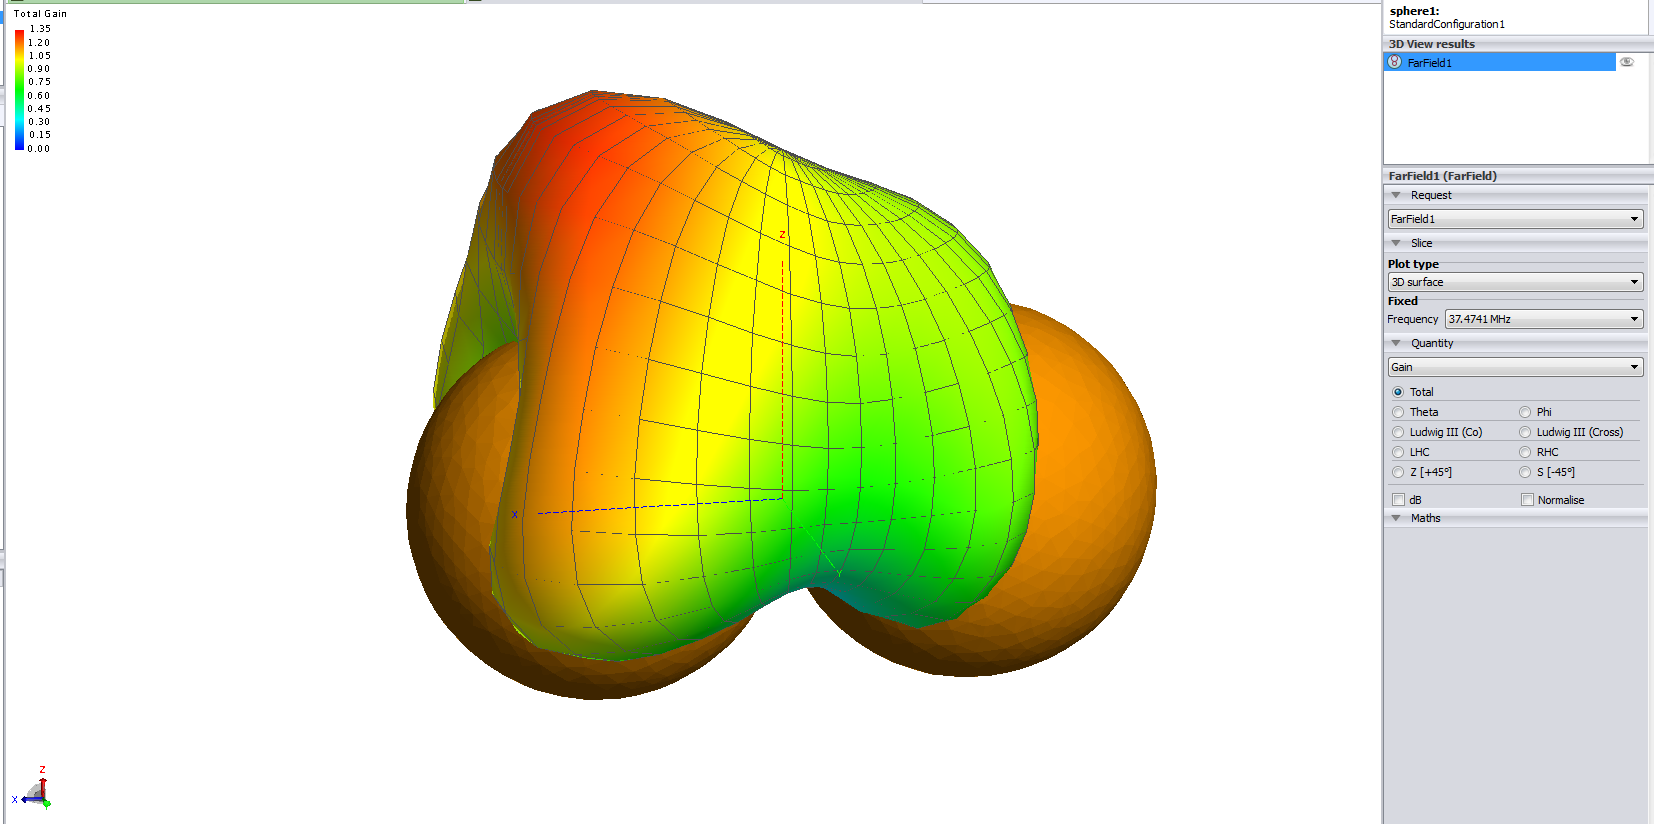 Total Gain
1.35
1.20
1.05
0.90
0.75
0.60
0.45
0.30
0.15
0.00
Z
X
Y
Z
X
Y
sphere1:
StandardConfiguration1
3D View results
FarField1
FarField1 (FarField)
Request
FarField1
Slice
Plot type
3D surface
Fixed
Frequency 37.4741 MHz
Quantity
Gain
Total
Theta Phi
Ludwig III (Co) Ludwig III (Cross)
LHC RHC
Z [+45°] S [-45°]
dB Normalise
Maths